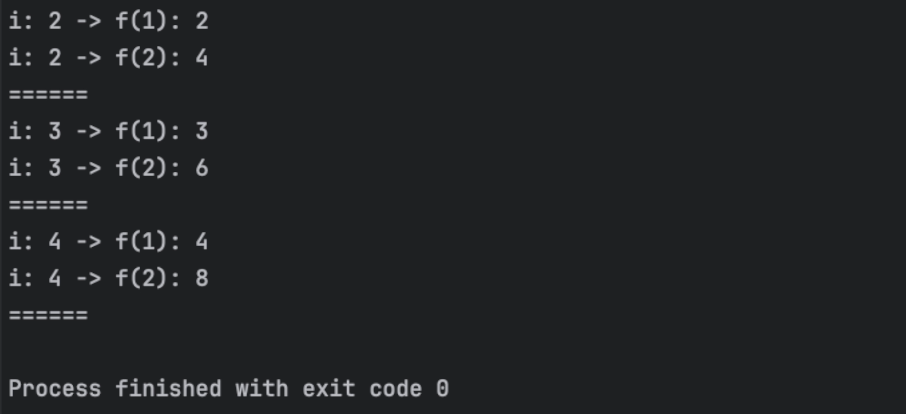 i: 2 -> f(1): 2
i: 2 -> f(2): 4
======
i: 3 -> f(1): 3
i: 3 -> f(2): 6
======
i: 4 -> f(1): 4
i: 4 -> f(2): 8
======
Process finished with exit code 0